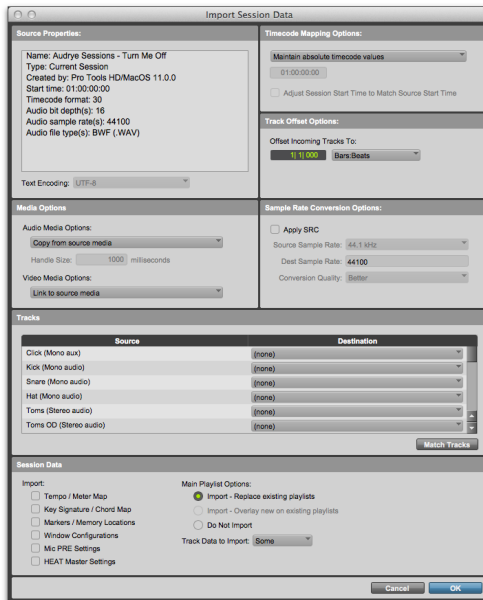 Import Session Data
Source Properties:
Name: Audrye Sessions - Turn Me Off
Type: Current Session
Created by: Pro Tools HD/MacOS 11.0.0
Start time: 01:00:00:00
Timecode format: 30
Audio bit depth(s): 16
Audio sample rate(s): 44100
Audio file type(s): BWF (.WAV)
Text Encoding: UTF-8
Timecode Mapping Options:
Maintain absolute timecode values
01:00:00:00
Adjust Session Start Time to Match Source Start Time
Track Offset Options:
Offset Incoming Tracks To:
1| 1| 000 Bars:Beats
Media Options
Audio Media Options:
Copy from source media
Handle Size: 1000 milliseconds
Video Media Options:
Link to source media
Sample Rate Conversion Options:
Apply SRC
Source Sample Rate: 44.1 kHz
Dest Sample Rate: 44100
Conversion Quality: Better
Tracks
Source Destination
Click (Mono aux) (none)
Kick (Mono audio) (none)
Snare (Mono audio) (none)
Hat (Mono audio) (none)
Toms (Stereo audio) (none)
Toms OD (Stereo audio) (none)
Match Tracks
Session Data
Import:
Tempo / Meter Map
Key Signature / Chord Map
Markers / Memory Locations
Window Configurations
Mic PRE Settings
HEAT Master Settings
Main Playlist Options:
Import - Replace existing playlists
Import - Overlay new on existing playlists
Do Not Import
Track Data to Import: Some
Cancel OK